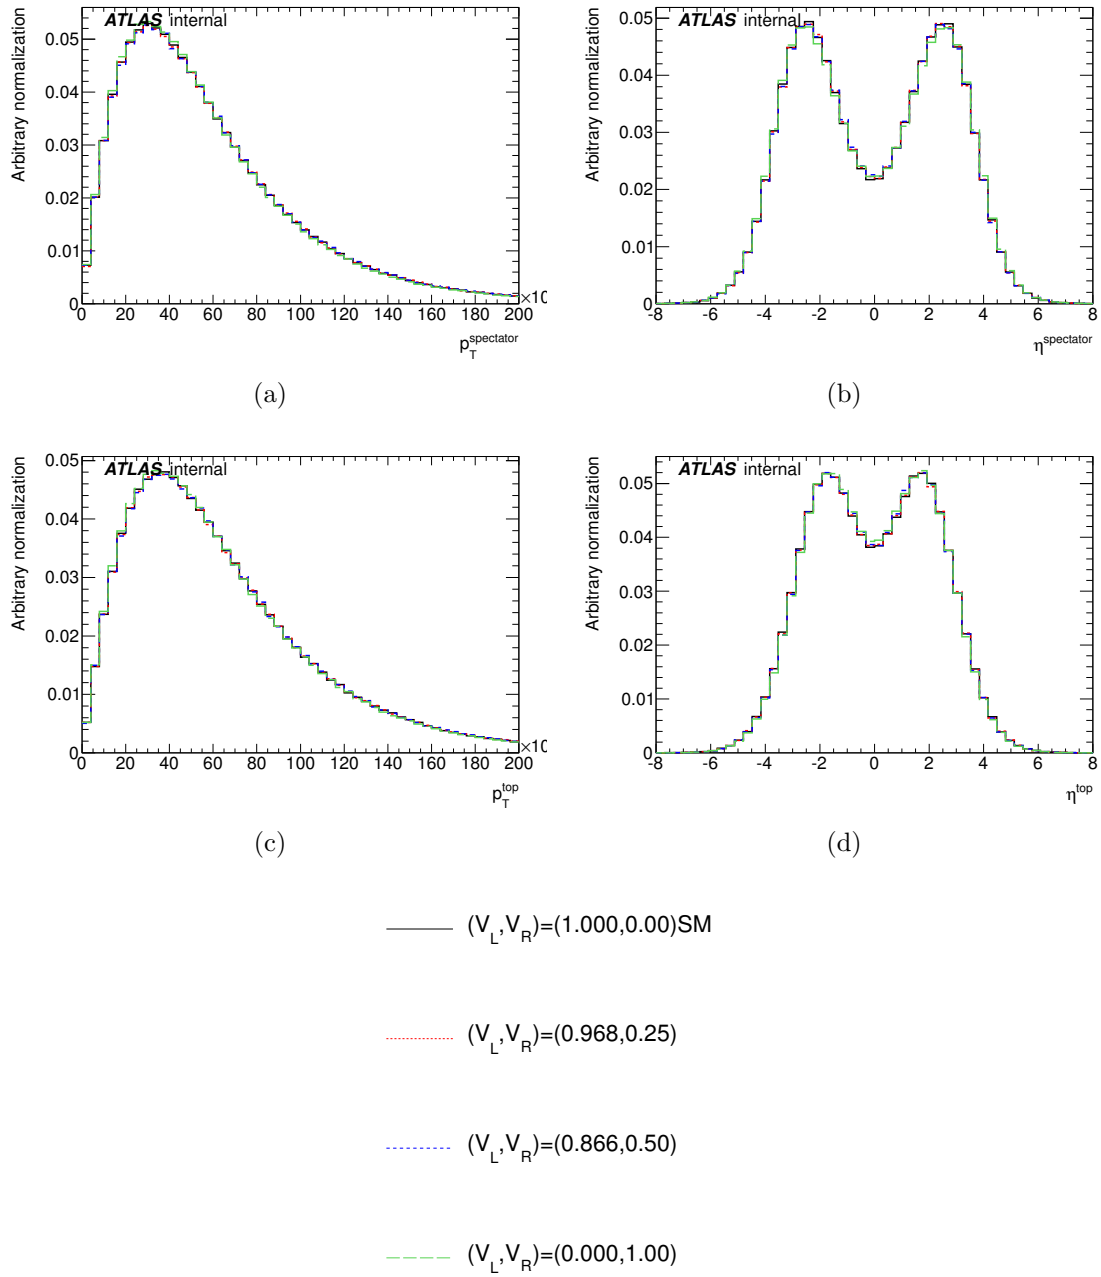 ATLAS internal
Arbitrary normalization
0.05
0.04
0.03
0.02
0.01
0
0 20 40 60 80 100 120 140 160 180 200
×10
p_T^spectator
(a)
ATLAS internal
Arbitrary normalization
0.05
0.04
0.03
0.02
0.01
0
-8 -6 -4 -2 0 2 4 6 8
η^spectator
(b)
ATLAS internal
Arbitrary normalization
0.05
0.04
0.03
0.02
0.01
0
0 20 40 60 80 100 120 140 160 180 200
×10
p_T^top
(c)
ATLAS internal
Arbitrary normalization
0.05
0.04
0.03
0.02
0.01
0
-8 -6 -4 -2 0 2 4 6 8
η^top
(d)
(V_L,V_R)=(1.000,0.00)SM
(V_L,V_R)=(0.968,0.25)
(V_L,V_R)=(0.866,0.50)
(V_L,V_R)=(0.000,1.00)